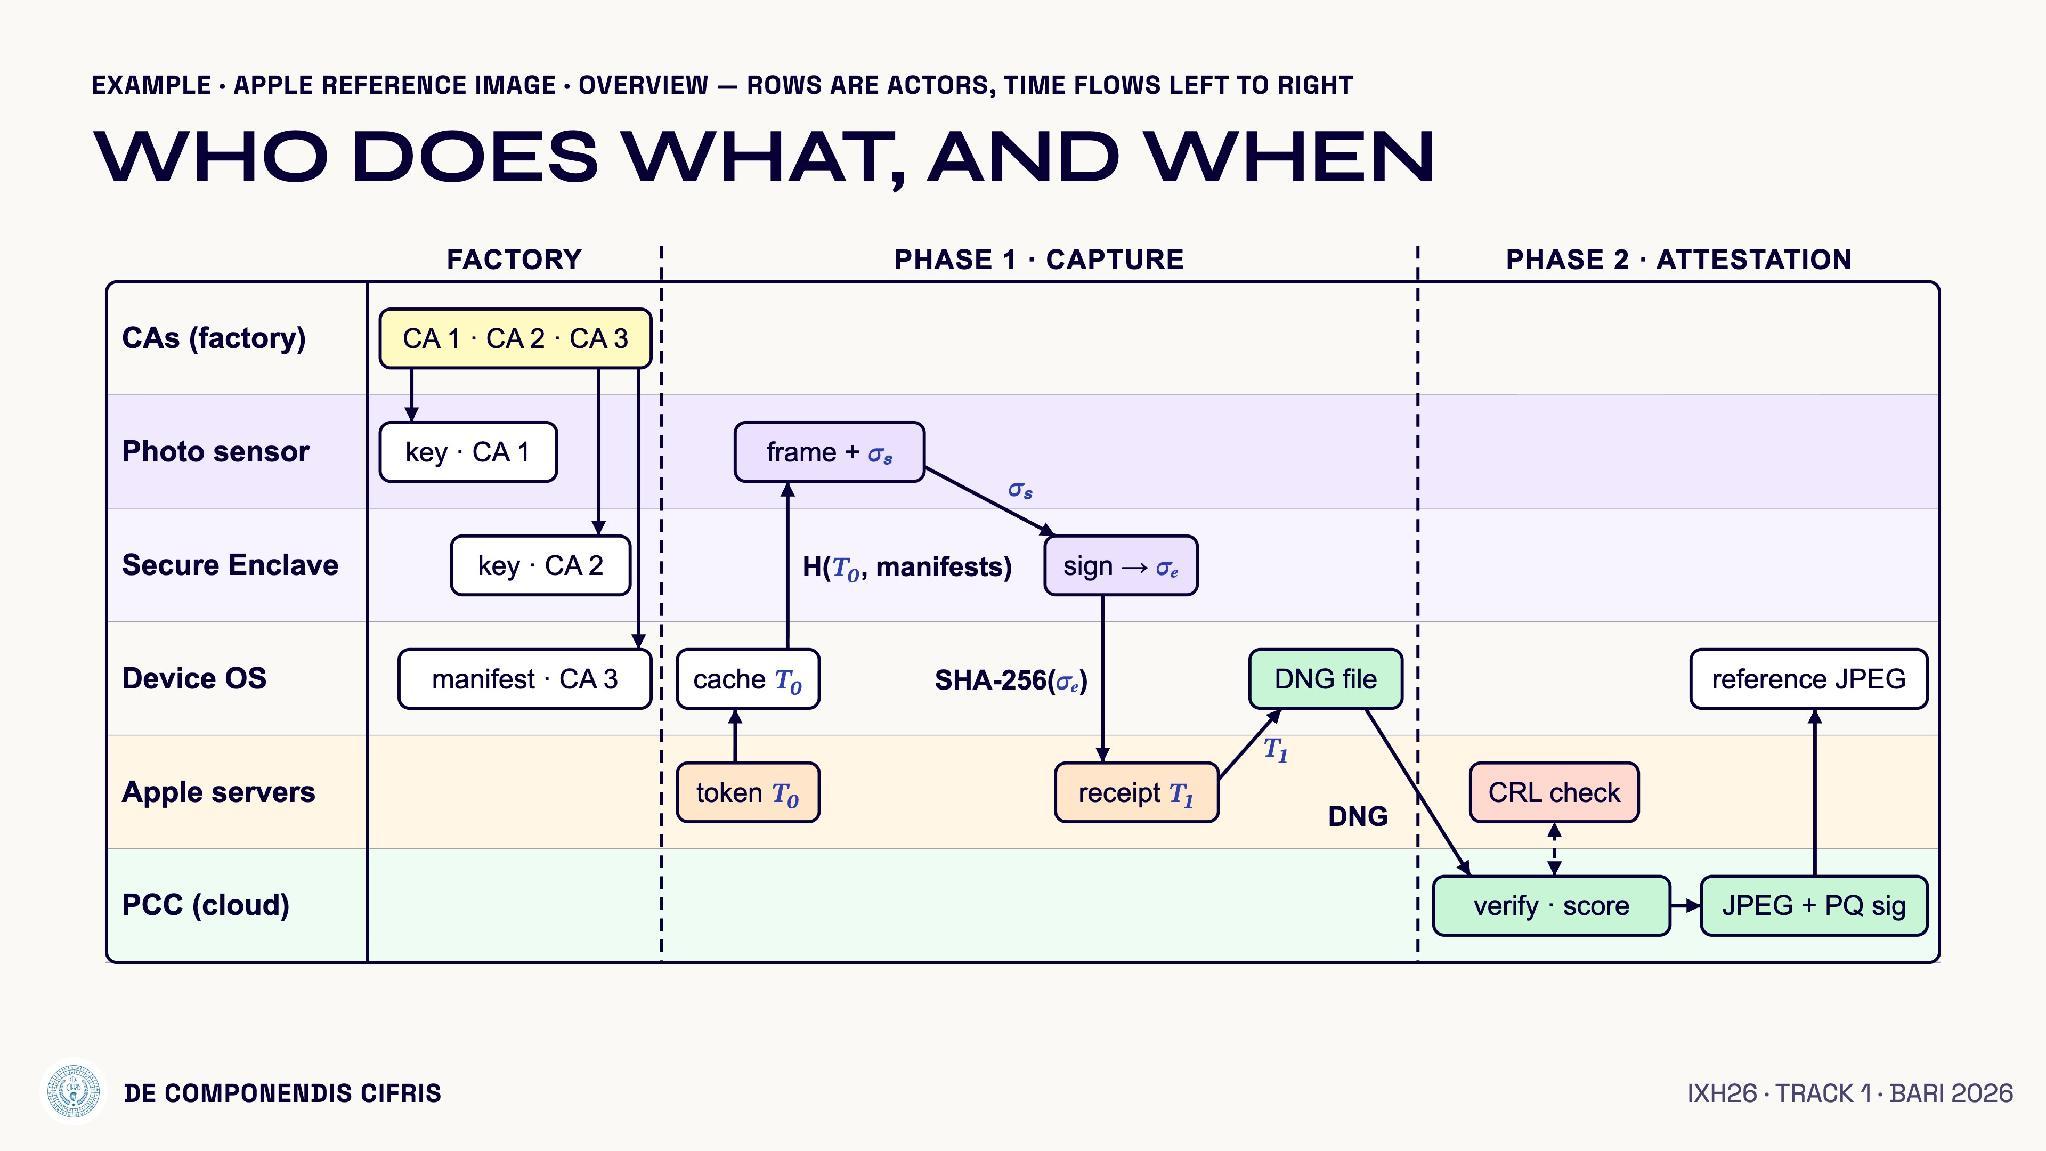 EXAMPLE · APPLE REFERENCE IMAGE · OVERVIEW — ROWS ARE ACTORS, TIME FLOWS LEFT TO RIGHT
WHO DOES WHAT, AND WHEN
FACTORY
PHASE 1 · CAPTURE
PHASE 2 · ATTESTATION
CAs (factory)
CA 1 · CA 2 · CA 3
Photo sensor
key · CA 1
frame + σs
σs
Secure Enclave
key · CA 2
H(T0, manifests)
sign → σe
Device OS
manifest · CA 3
cache T0
SHA-256(σe)
DNG file
reference JPEG
Apple servers
token T0
receipt T1
T1
DNG
CRL check
PCC (cloud)
verify · score
JPEG + PQ sig
DE COMPONENDIS CIFRIS
IXH26 · TRACK 1 · BARI 2026